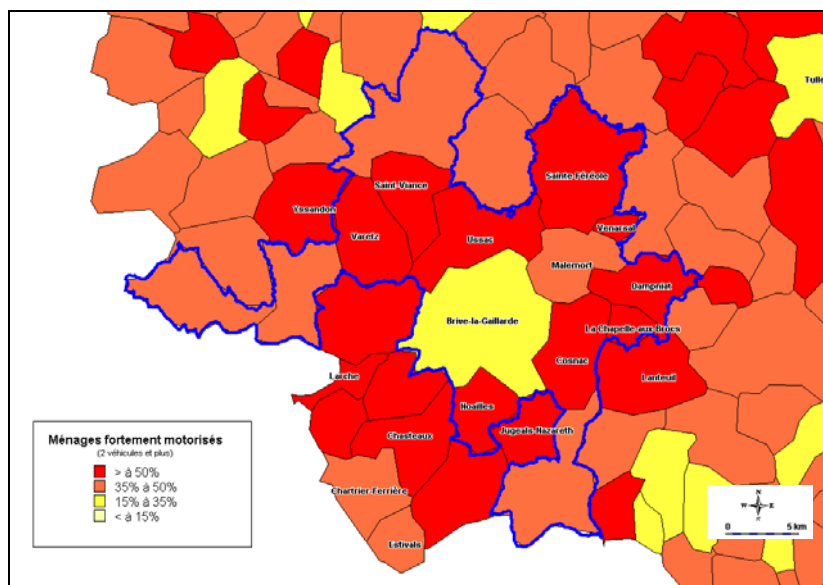 Tulle
Sainte-Féréole
Saint-Viance
Yssandon
Venarsal
Varetz
Ussac
Malemort
Dampniat
Brive-la-Gaillarde
La Chapelle-aux-Brocs
Cosnac
Larche
Lanteuil
Noailles
Jugeals-Nazareth
Chasteaux
Chartrier-Ferrière
Estivals
Ménages fortement motorisés
(2 véhicules et plus)
> à 50%
35% à 50%
15% à 35%
< à 15%
N
W E
S
0 5 km